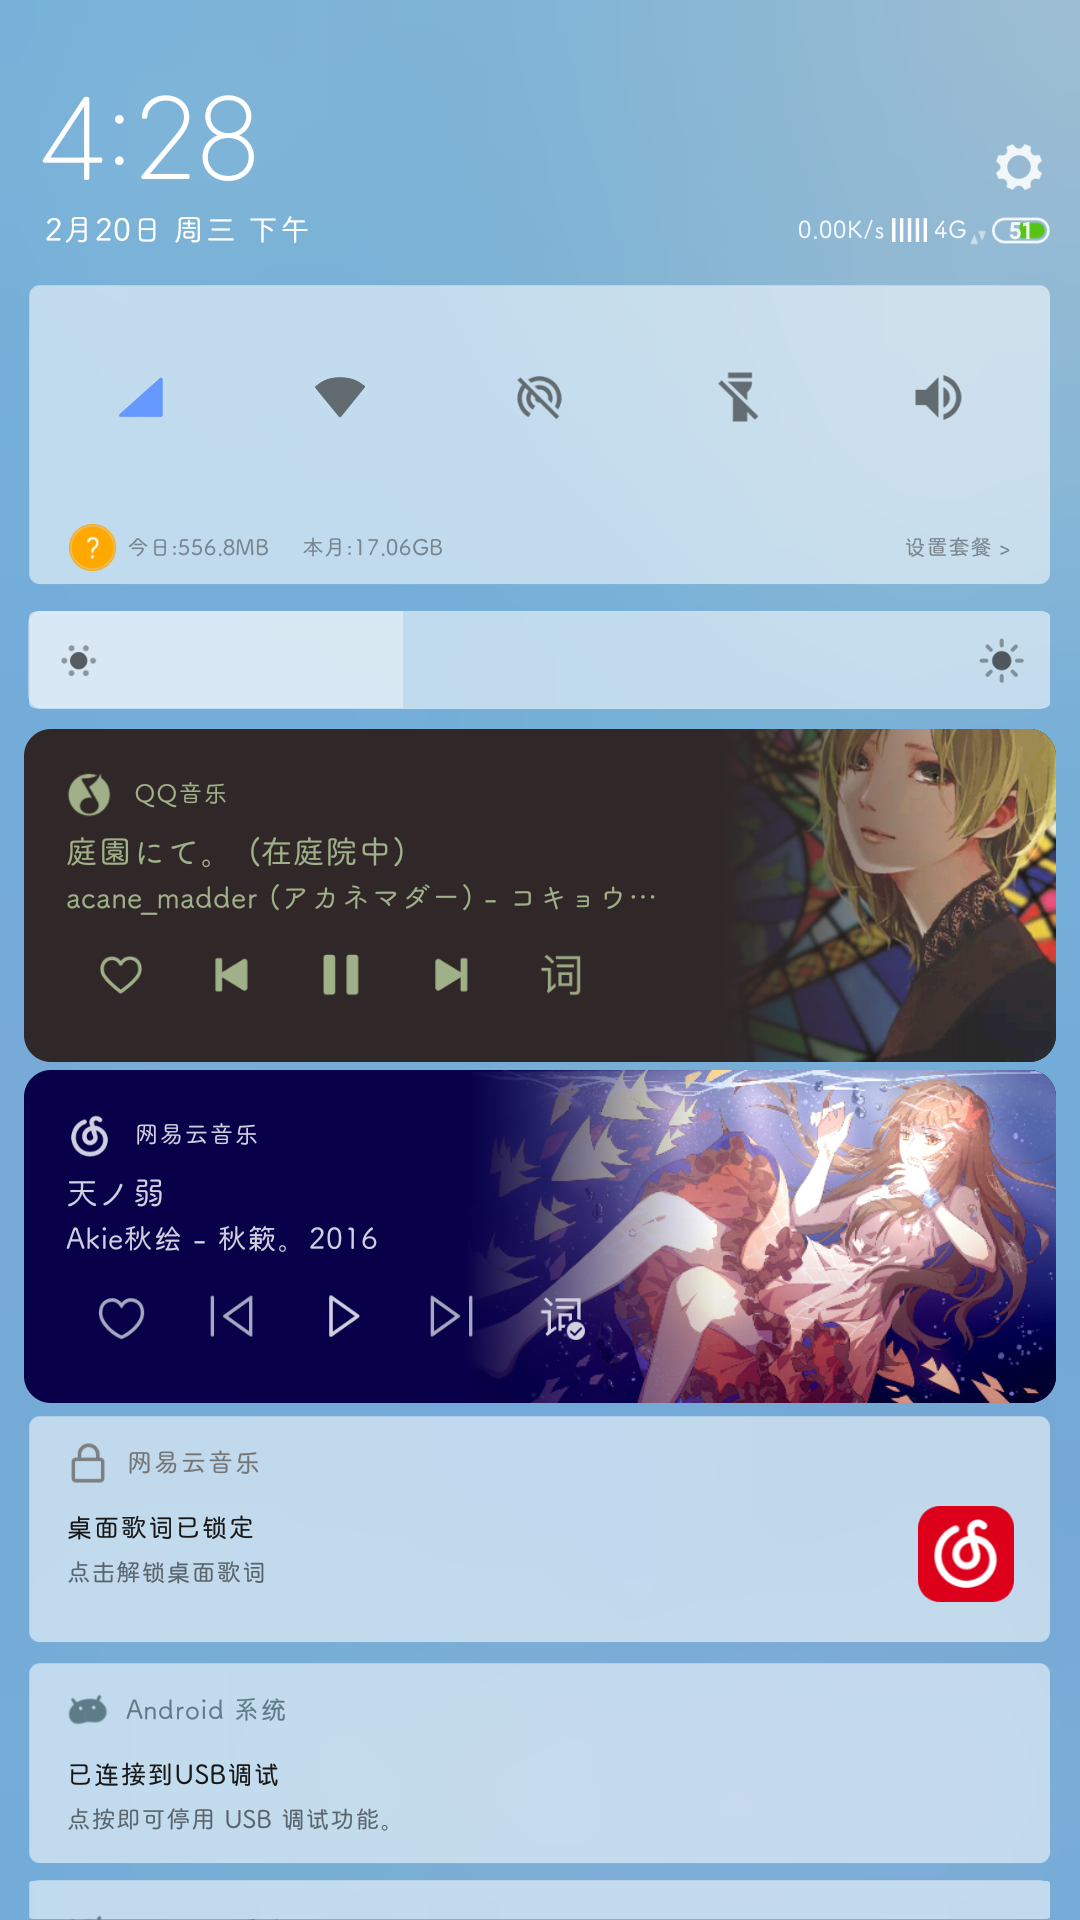 4:28
2月20日 周三 下午
0.00K/s 4G 51
? 今日:556.8MB 本月:17.06GB 设置套餐 >
QQ音乐
庭園にて。 (在庭院中)
acane_madder (アカネマダー) - コキョウ…
词
网易云音乐
天ノ弱
Akie秋绘 - 秋籁。 2016
词
网易云音乐
桌面歌词已锁定
点击解锁桌面歌词
Android 系统
已连接到USB调试
点按即可停用 USB 调试功能。